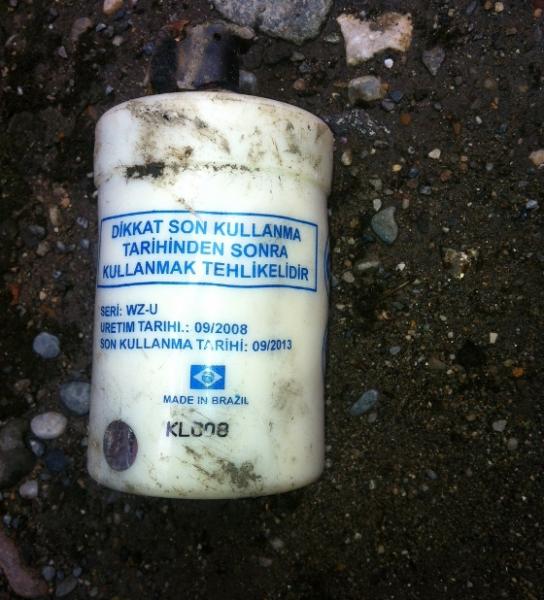 DİKKAT SON KULLANMA
TARİHİNDEN SONRA
KULLANMAK TEHLİKELİDİR
SERİ: WZ-U
URETIM TARIHI.: 09/2008
SON KULLANMA TARİHİ: 09/2013
MADE IN BRAZIL
KL008